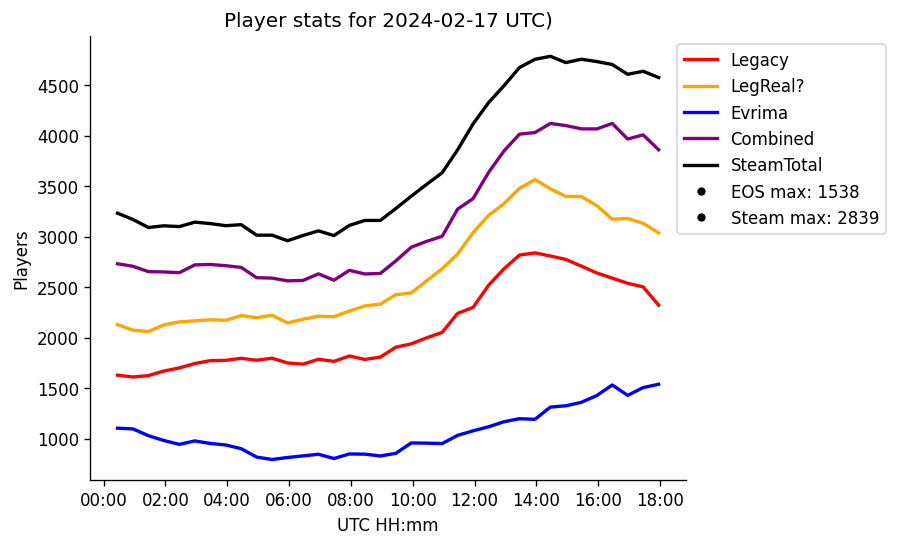 Player stats for 2024-02-17 UTC)
Players
4500
4000
3500
3000
2500
2000
1500
1000
00:00 02:00 04:00 06:00 08:00 10:00 12:00 14:00 16:00 18:00
UTC HH:mm
Legacy
LegReal?
Evrima
Combined
SteamTotal
EOS max: 1538
Steam max: 2839